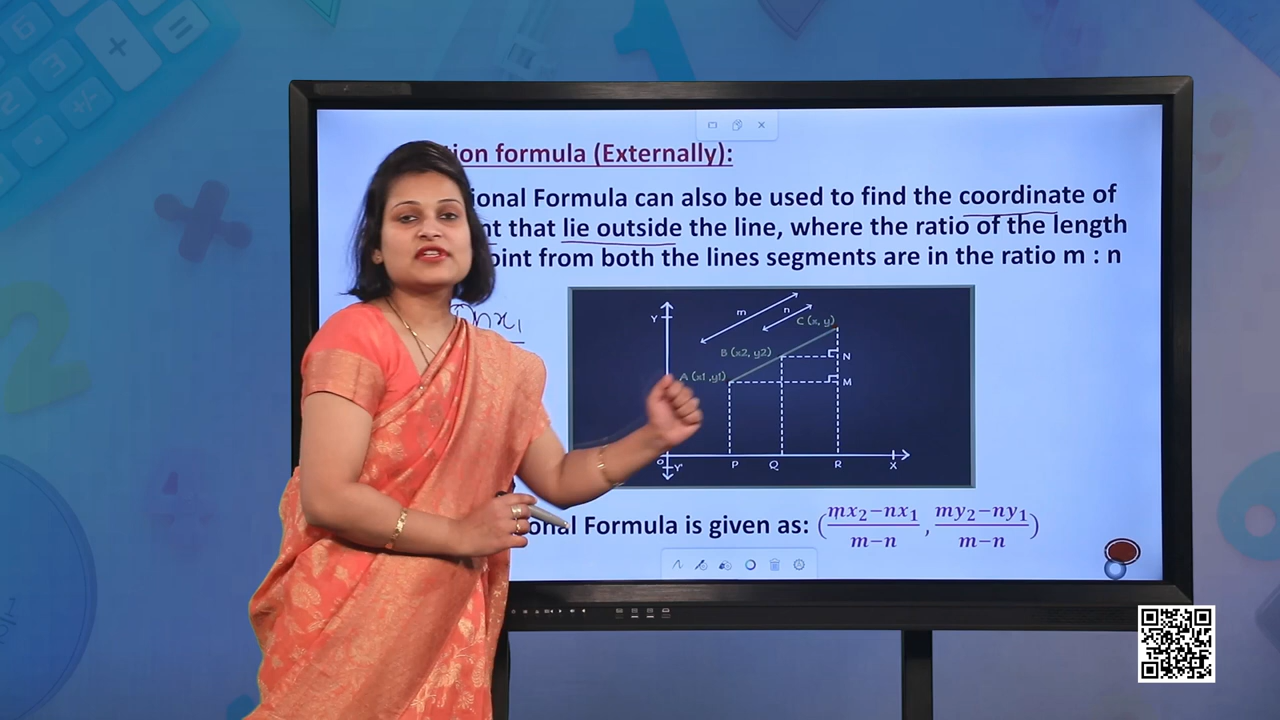 tion formula (Externally):
ional Formula can also be used to find the coordinate of
nt that lie outside the line, where the ratio of the length
oint from both the lines segments are in the ratio m : n
nx₁
Y
m
n
C (x, y)
B (x2, y2)
N
A (x1 ,y1)
M
O
Y'
P
Q
R
X
onal Formula is given as: (mx₂−nx₁/m−n , my₂−ny₁/m−n)